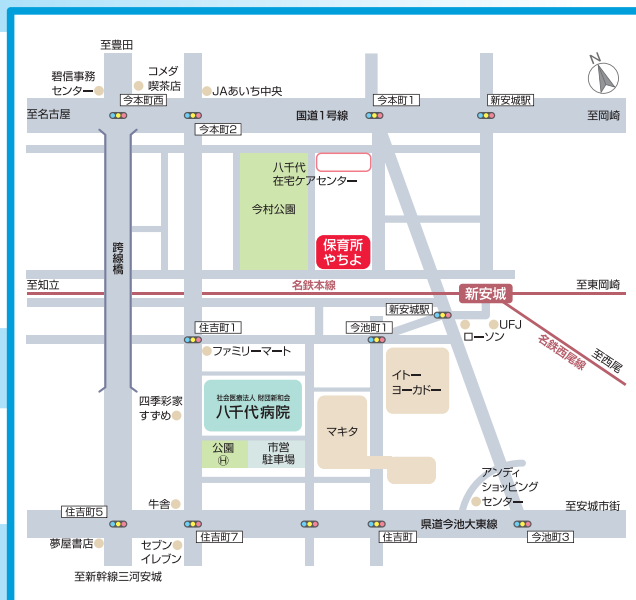 至豊田
碧信事務
センター
コメダ
喫茶店
JAあいち中央
N
今本町西
今本町1
新安城駅
至名古屋
国道1号線
至岡崎
今本町2
八千代
在宅ケアセンター
今村公園
保育所
やちよ
跨線橋
至知立
名鉄本線
新安城
至東岡崎
新安城駅
住吉町1
今池町1
UFJ
ローソン
名鉄西尾線
至西尾
ファミリーマート
イトー
ヨーカドー
四季彩家
すずめ
社会医療法人 財団新和会
八千代病院
マキタ
公園
H
市営
駐車場
アンディ
ショッピング
センター
牛舎
至安城市街
住吉町5
県道今池大東線
夢屋書店
セブン
イレブン
住吉町7
住吉町
今池町3
至新幹線三河安城